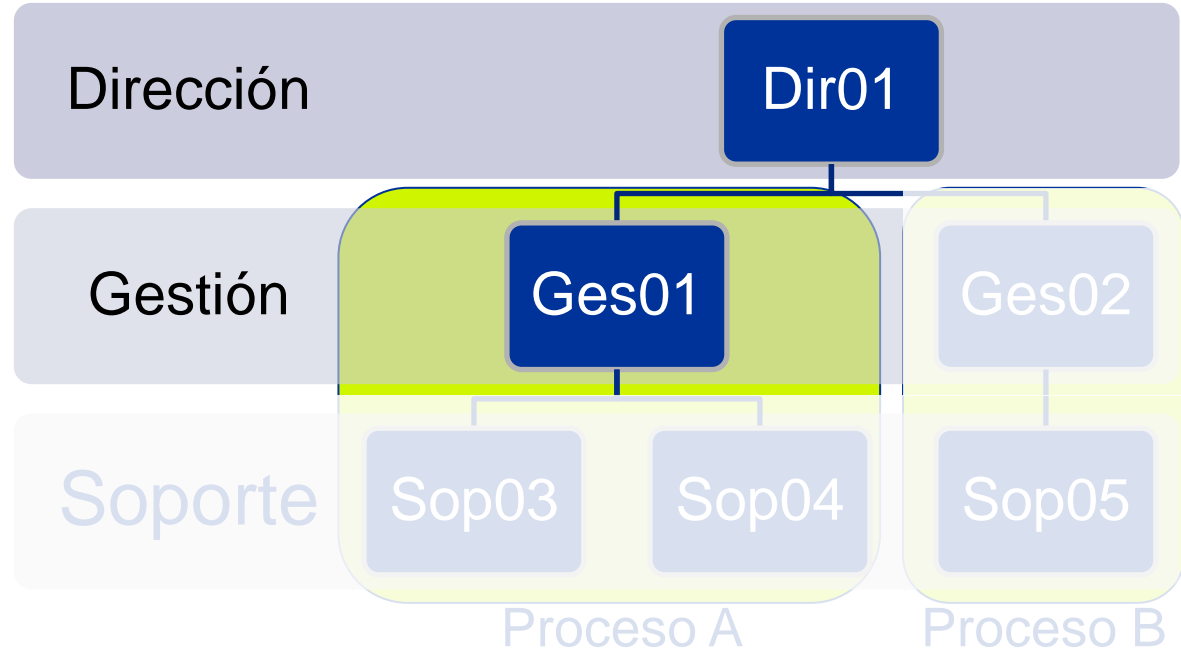 Dirección
Dir01
Gestión
Ges01
Ges02
Soporte
Sop03
Sop04
Sop05
Proceso A
Proceso B